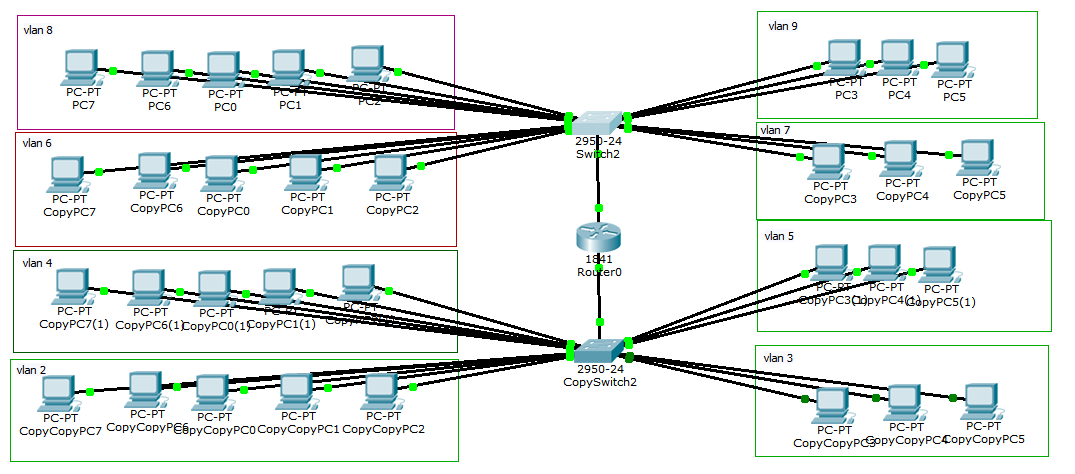 vlan 8
PC-PT
PC7
PC-PT
PC6
PC-PT
PC0
PC-PT
PC1
PC-PT
PC2
vlan 9
PC-PT
PC3
PC-PT
PC4
PC-PT
PC5
2950-24
Switch2
vlan 6
PC-PT
CopyPC7
PC-PT
CopyPC6
PC-PT
CopyPC0
PC-PT
CopyPC1
PC-PT
CopyPC2
vlan 7
PC-PT
CopyPC3
PC-PT
CopyPC4
PC-PT
CopyPC5
1841
Router0
vlan 4
PC-PT
CopyPC7(1)
PC-PT
CopyPC6(1)
PC-PT
CopyPC0(1)
PC-PT
CopyPC1(1)
PC-PT
vlan 5
PC-PT
CopyPC3(1)
PC-PT
CopyPC4(1)
PC-PT
CopyPC5(1)
2950-24
CopySwitch2
vlan 2
PC-PT
CopyCopyPC7
PC-PT
CopyCopyPC6
PC-PT
CopyCopyPC0
PC-PT
CopyCopyPC1
PC-PT
CopyCopyPC2
vlan 3
PC-PT
CopyCopyPC3
PC-PT
CopyCopyPC4
PC-PT
CopyCopyPC5